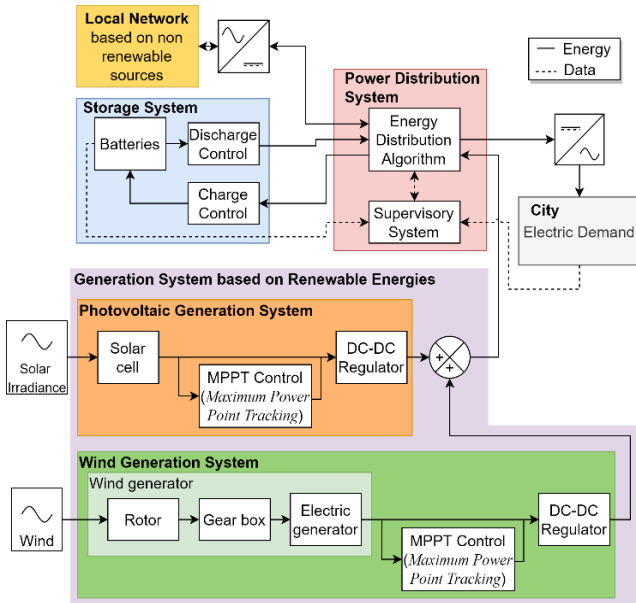 Local Network
based on non
renewable
sources
Energy
Data
Power Distribution
System
Storage System
Batteries
Discharge
Control
Energy
Distribution
Algorithm
Charge
Control
Supervisory
System
City
Electric Demand
Generation System based on Renewable Energies
Photovoltaic Generation System
Solar
Irradiance
Solar
cell
MPPT Control
(Maximum Power
Point Tracking)
DC-DC
Regulator
+
+
Wind Generation System
Wind generator
Wind
Rotor
Gear box
Electric
generator
MPPT Control
(Maximum Power
Point Tracking)
DC-DC
Regulator